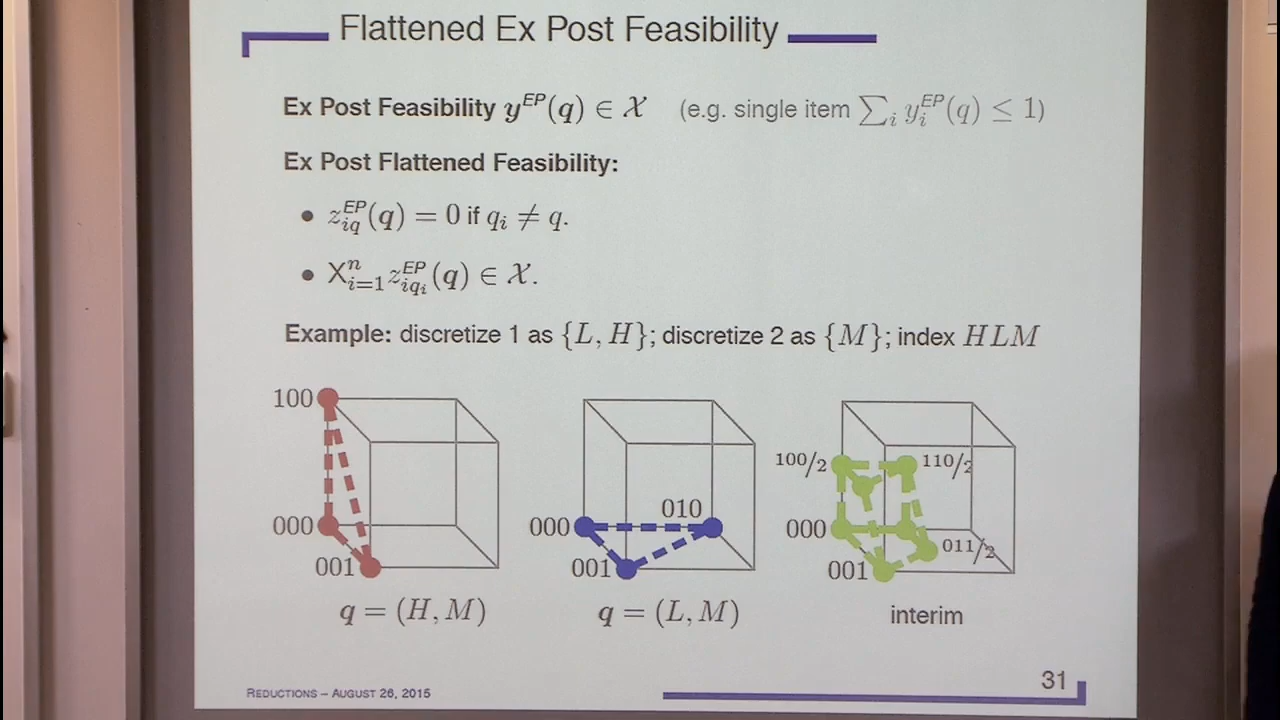 Flattened Ex Post Feasibility
Ex Post Feasibility y^{EP}(q) ∈ X (e.g. single item ∑_i y_i^{EP}(q) ≤ 1)
Ex Post Flattened Feasibility:
• z_{iq}^{EP}(q) = 0 if q_i ≠ q.
• X_{i=1}^n z_{iq_i}^{EP}(q) ∈ X.
Example: discretize 1 as {L, H}; discretize 2 as {M}; index HLM
100
000
001
q = (H, M)
000
010
001
q = (L, M)
100/2
110/2
000
011/2
001
interim
REDUCTIONS – AUGUST 26, 2015
31